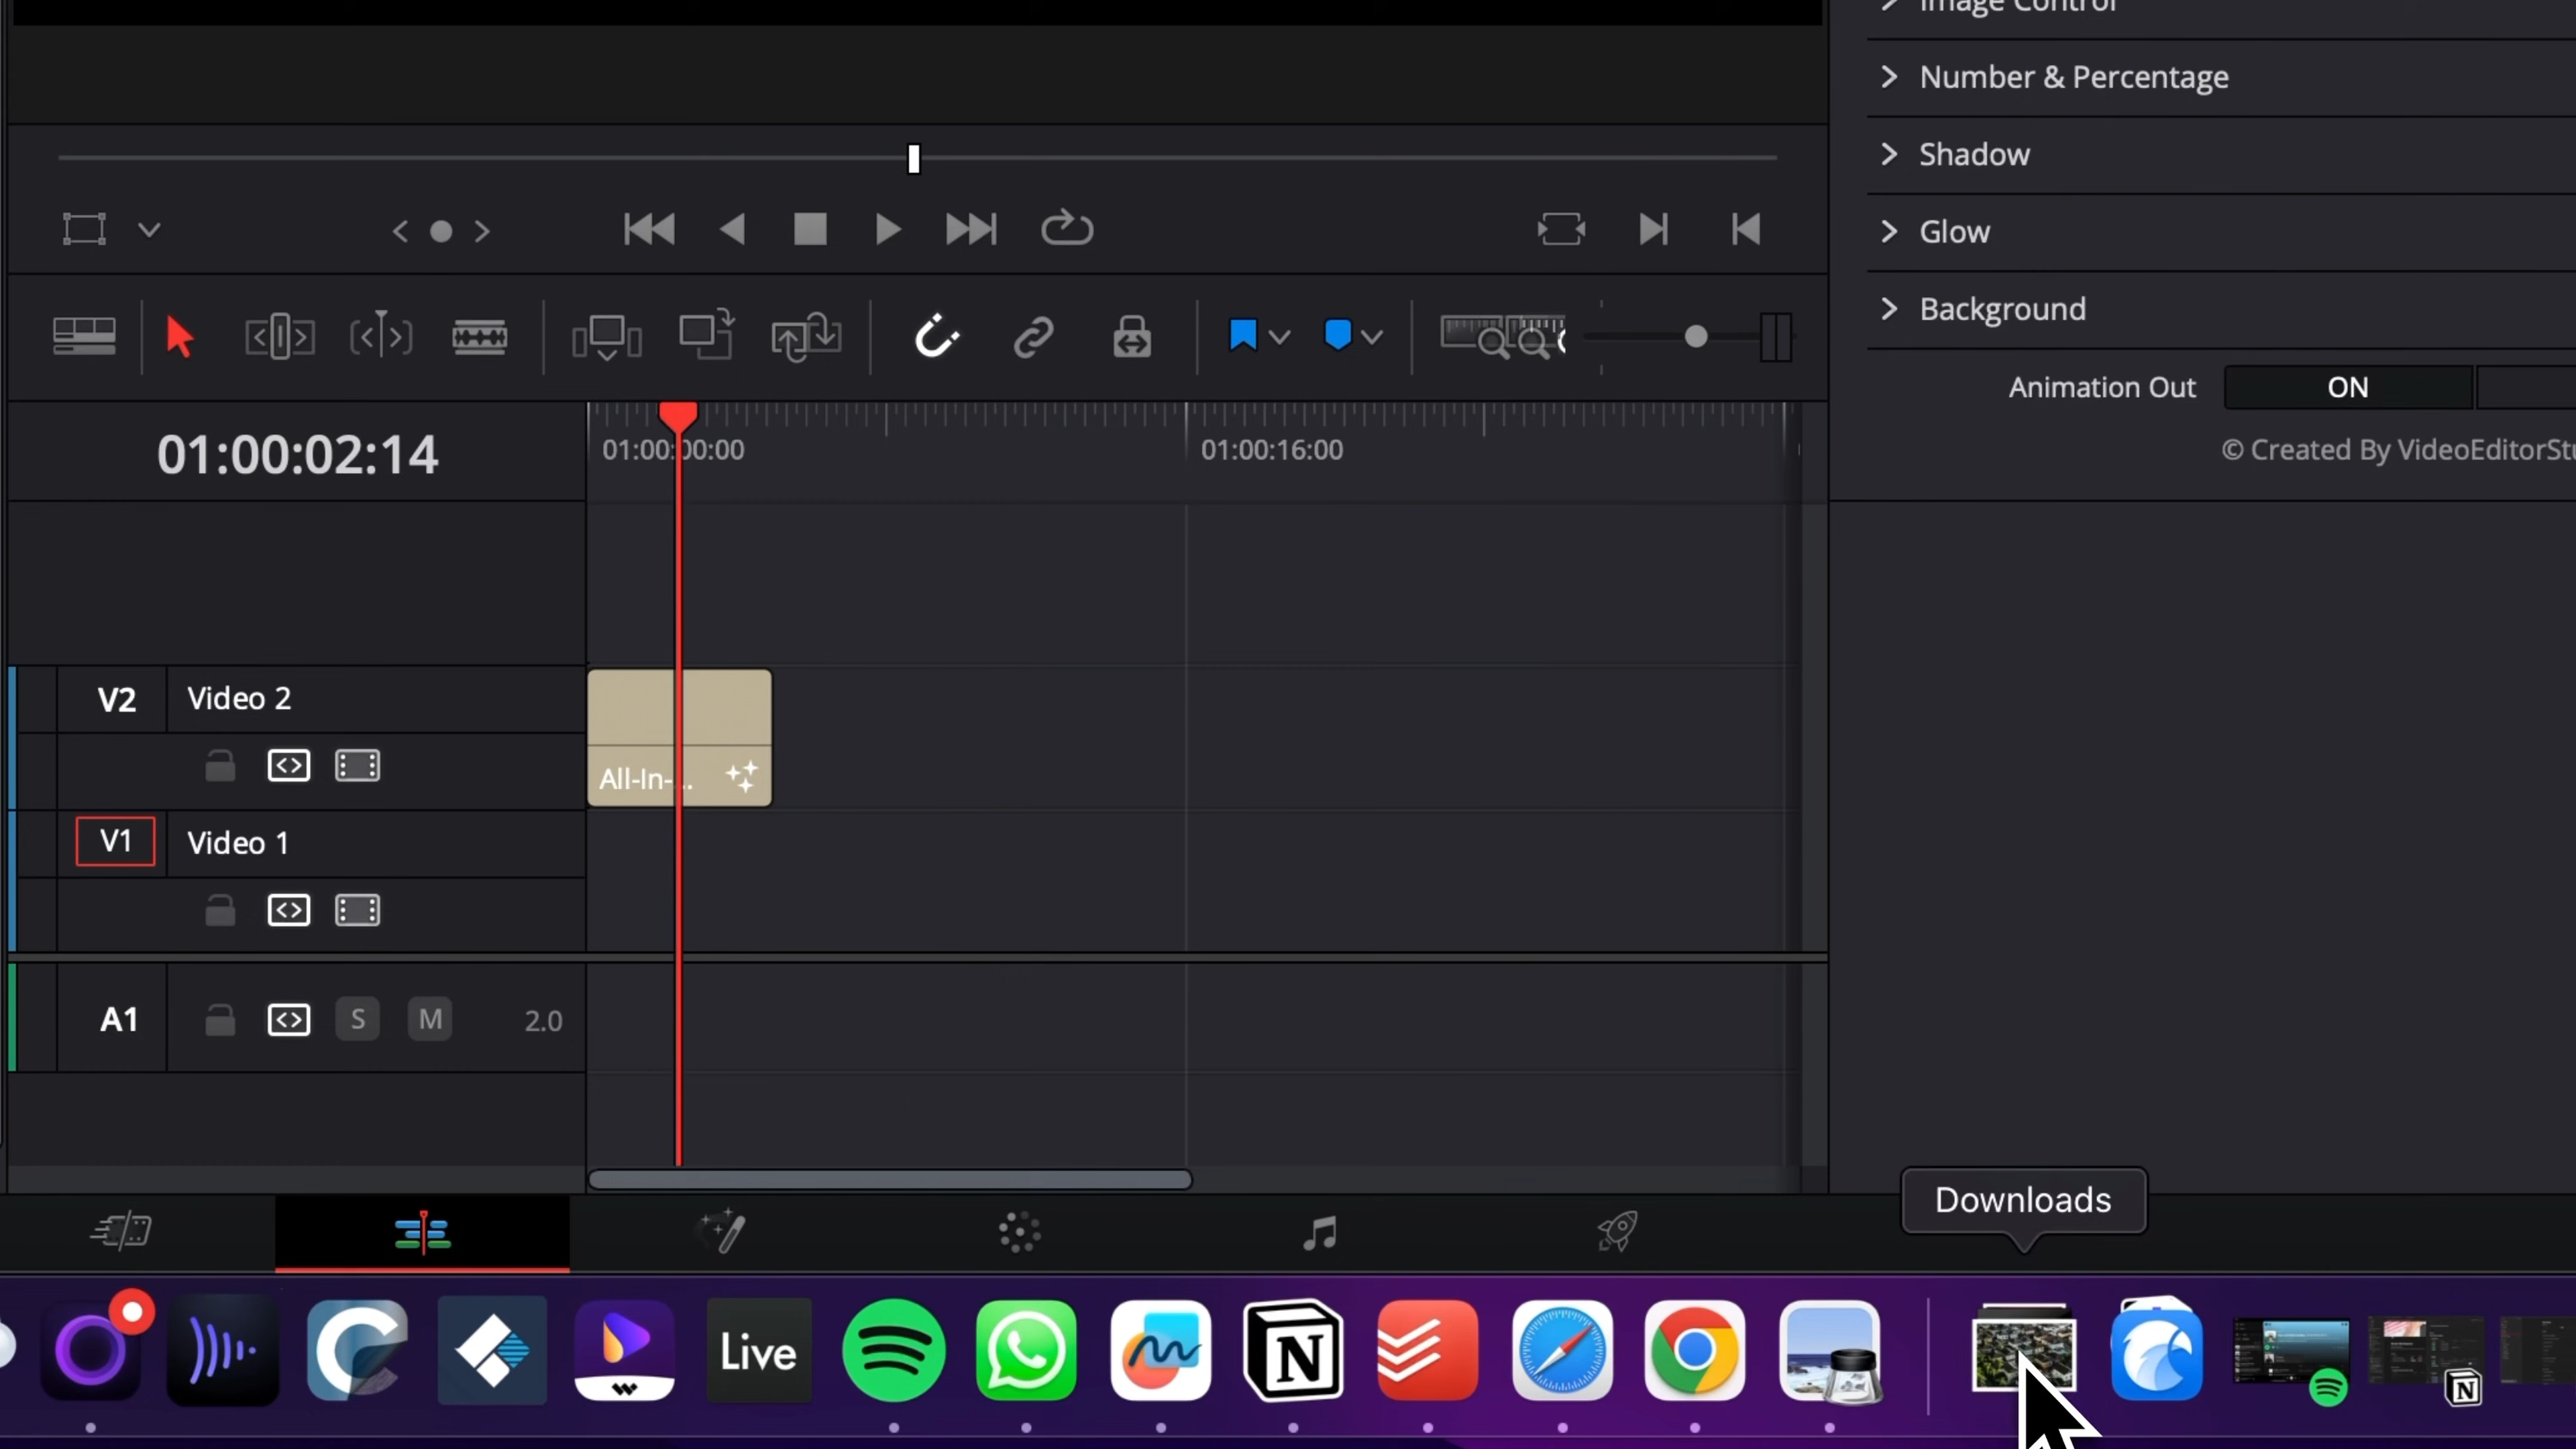 Image Control
Number & Percentage
Shadow
Glow
Background
Animation Out ON
© Created By VideoEditorStu
01:00:02:14
01:00:00:00
01:00:16:00
V2 Video 2
All-In-...
V1 Video 1
A1 S M 2.0
Downloads
Live